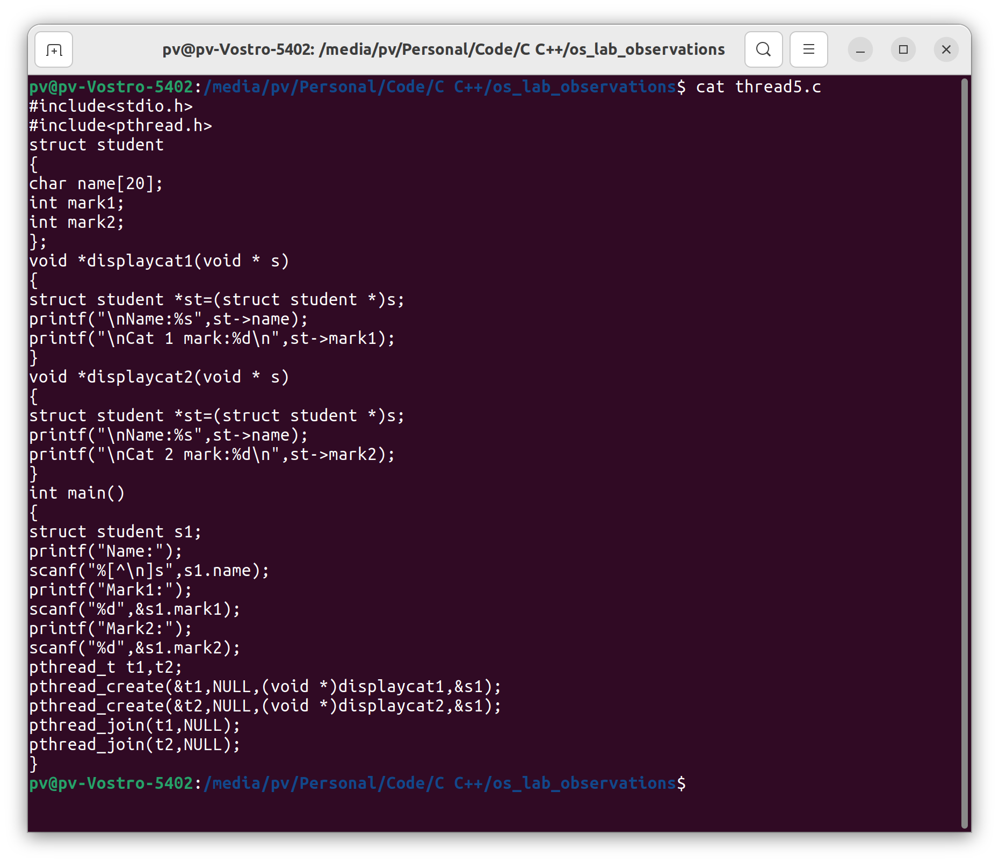 pv@pv-Vostro-5402: /media/pv/Personal/Code/C C++/os_lab_observations
pv@pv-Vostro-5402:/media/pv/Personal/Code/C C++/os_lab_observations$ cat thread5.c
#include<stdio.h>
#include<pthread.h>
struct student
{
char name[20];
int mark1;
int mark2;
};
void *displaycat1(void * s)
{
struct student *st=(struct student *)s;
printf("\nName:%s",st->name);
printf("\nCat 1 mark:%d\n",st->mark1);
}
void *displaycat2(void * s)
{
struct student *st=(struct student *)s;
printf("\nName:%s",st->name);
printf("\nCat 2 mark:%d\n",st->mark2);
}
int main()
{
struct student s1;
printf("Name:");
scanf("%[^\n]s",s1.name);
printf("Mark1:");
scanf("%d",&s1.mark1);
printf("Mark2:");
scanf("%d",&s1.mark2);
pthread_t t1,t2;
pthread_create(&t1,NULL,(void *)displaycat1,&s1);
pthread_create(&t2,NULL,(void *)displaycat2,&s1);
pthread_join(t1,NULL);
pthread_join(t2,NULL);
}
pv@pv-Vostro-5402:/media/pv/Personal/Code/C C++/os_lab_observations$